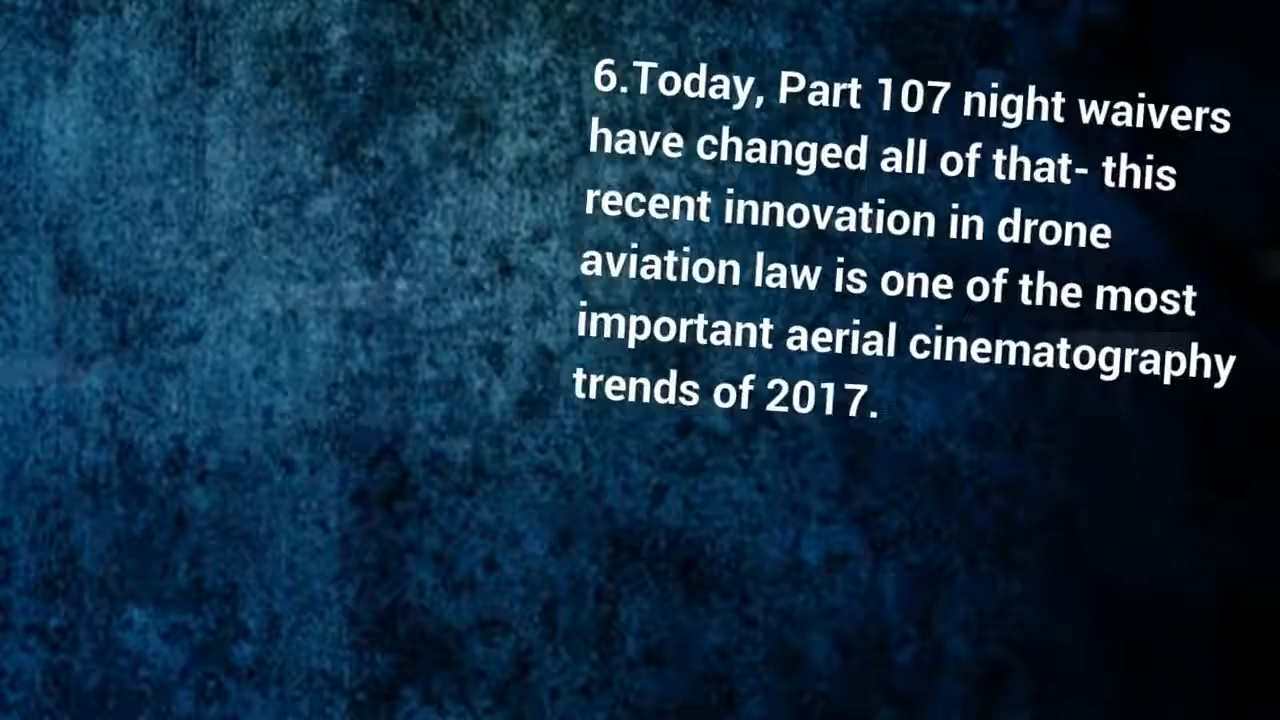 6.Today, Part 107 night waivers
have changed all of that- this
recent innovation in drone
aviation law is one of the most
important aerial cinematography
trends of 2017.